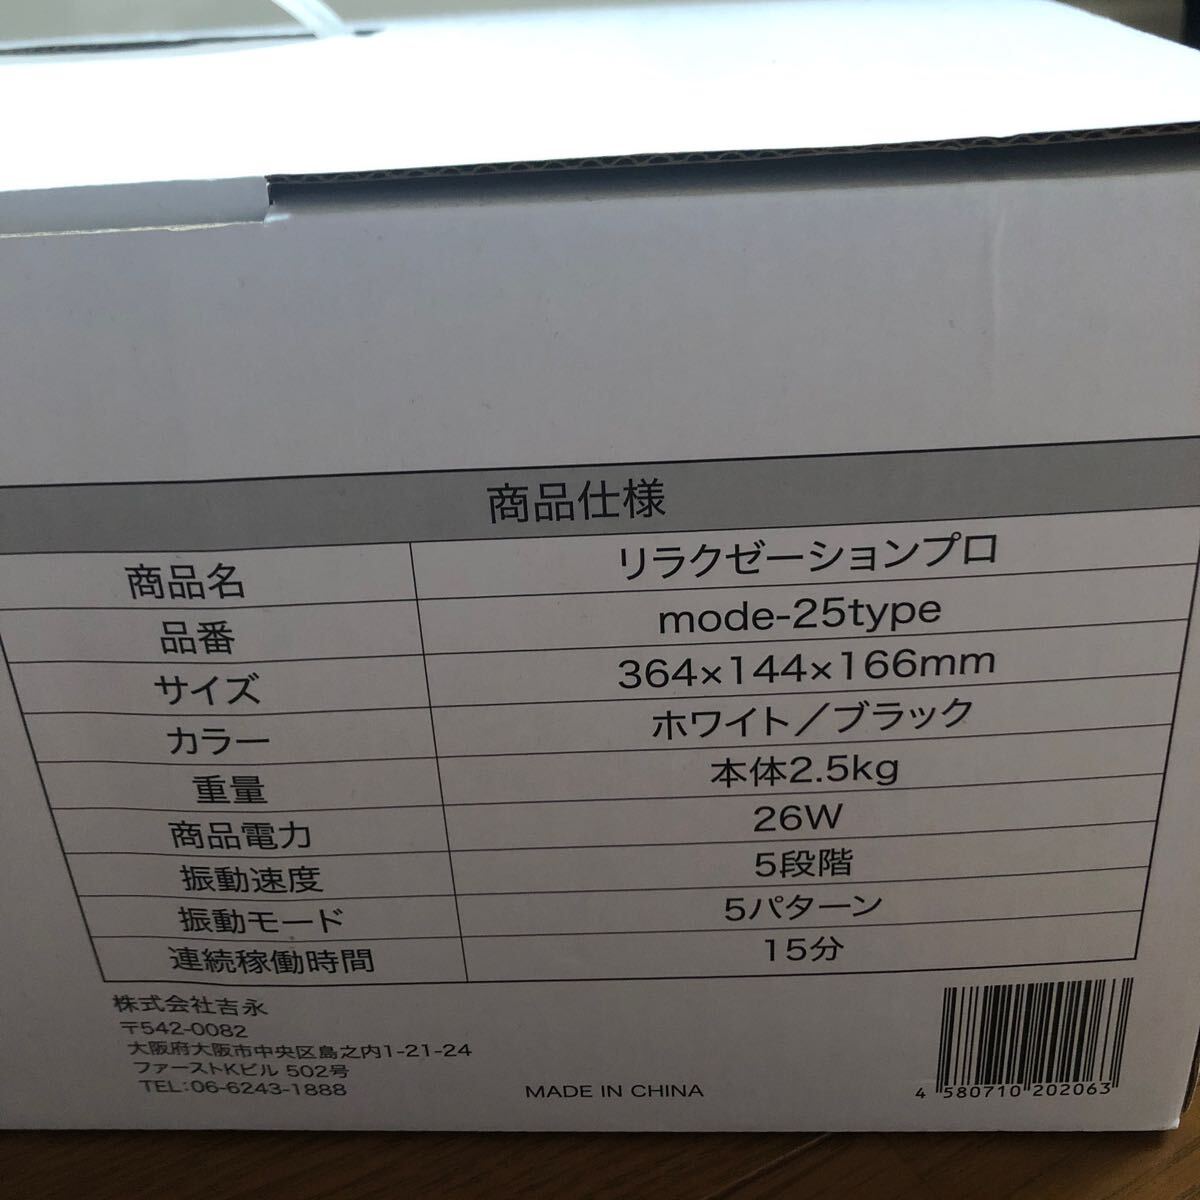 商品仕様
商品名 リラクゼーションプロ
品番 mode-25type
サイズ 364×144×166mm
カラー ホワイト／ブラック
重量 本体2.5kg
商品電力 26W
振動速度 5段階
振動モード 5パターン
連続稼働時間 15分
株式会社吉永
〒542-0082
大阪府大阪市中央区島之内1-21-24
ファーストKビル 502号
TEL:06-6243-1888
MADE IN CHINA
4 580710 202063